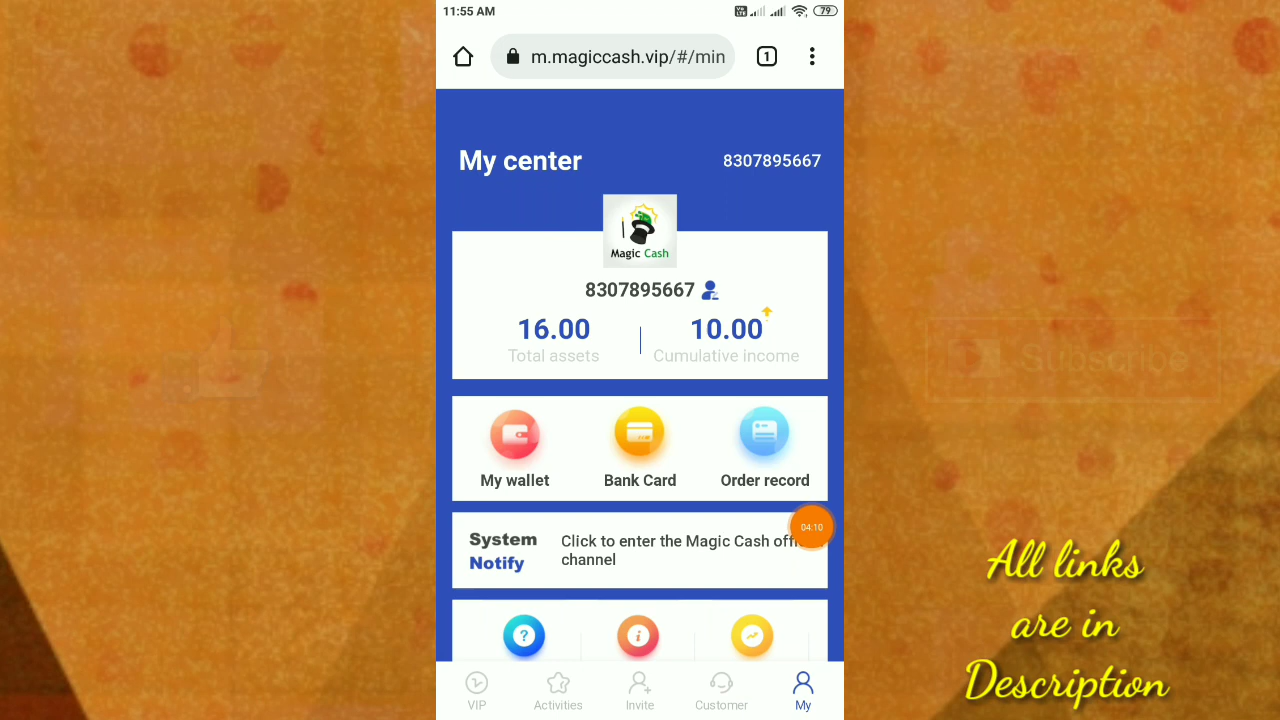 11:55 AM
79
m.magiccash.vip/#/min
1
My center
8307895667
Magic Cash
8307895667
16.00
10.00
Total assets
Cumulative income
My wallet
Bank Card
Order record
System
Notify
Click to enter the Magic Cash
channel
04:10
VIP
Activities
Invite
Customer
My
Subscribe
All links
are in
Description